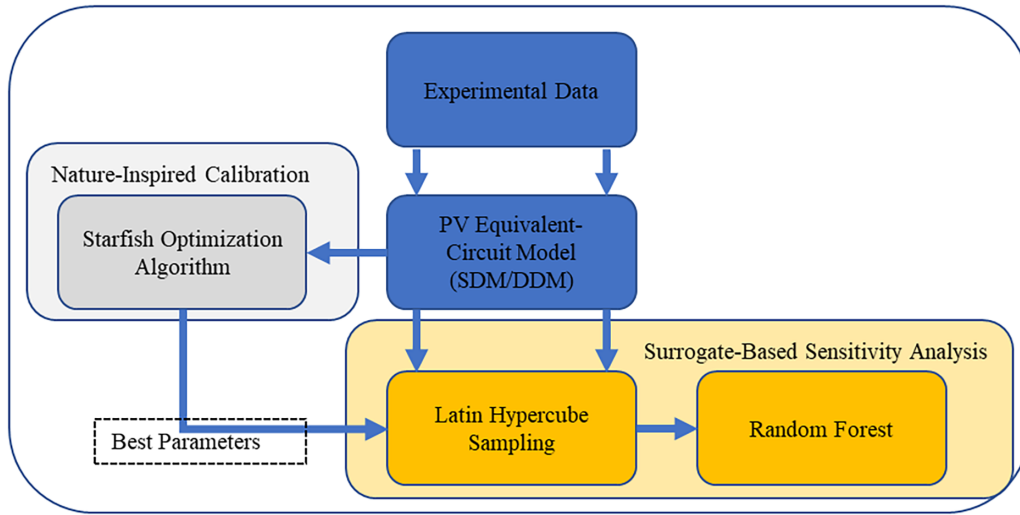 Experimental Data
Nature-Inspired Calibration
Starfish Optimization
Algorithm
PV Equivalent-
Circuit Model
(SDM/DDM)
Surrogate-Based Sensitivity Analysis
Latin Hypercube
Sampling
Random Forest
Best Parameters